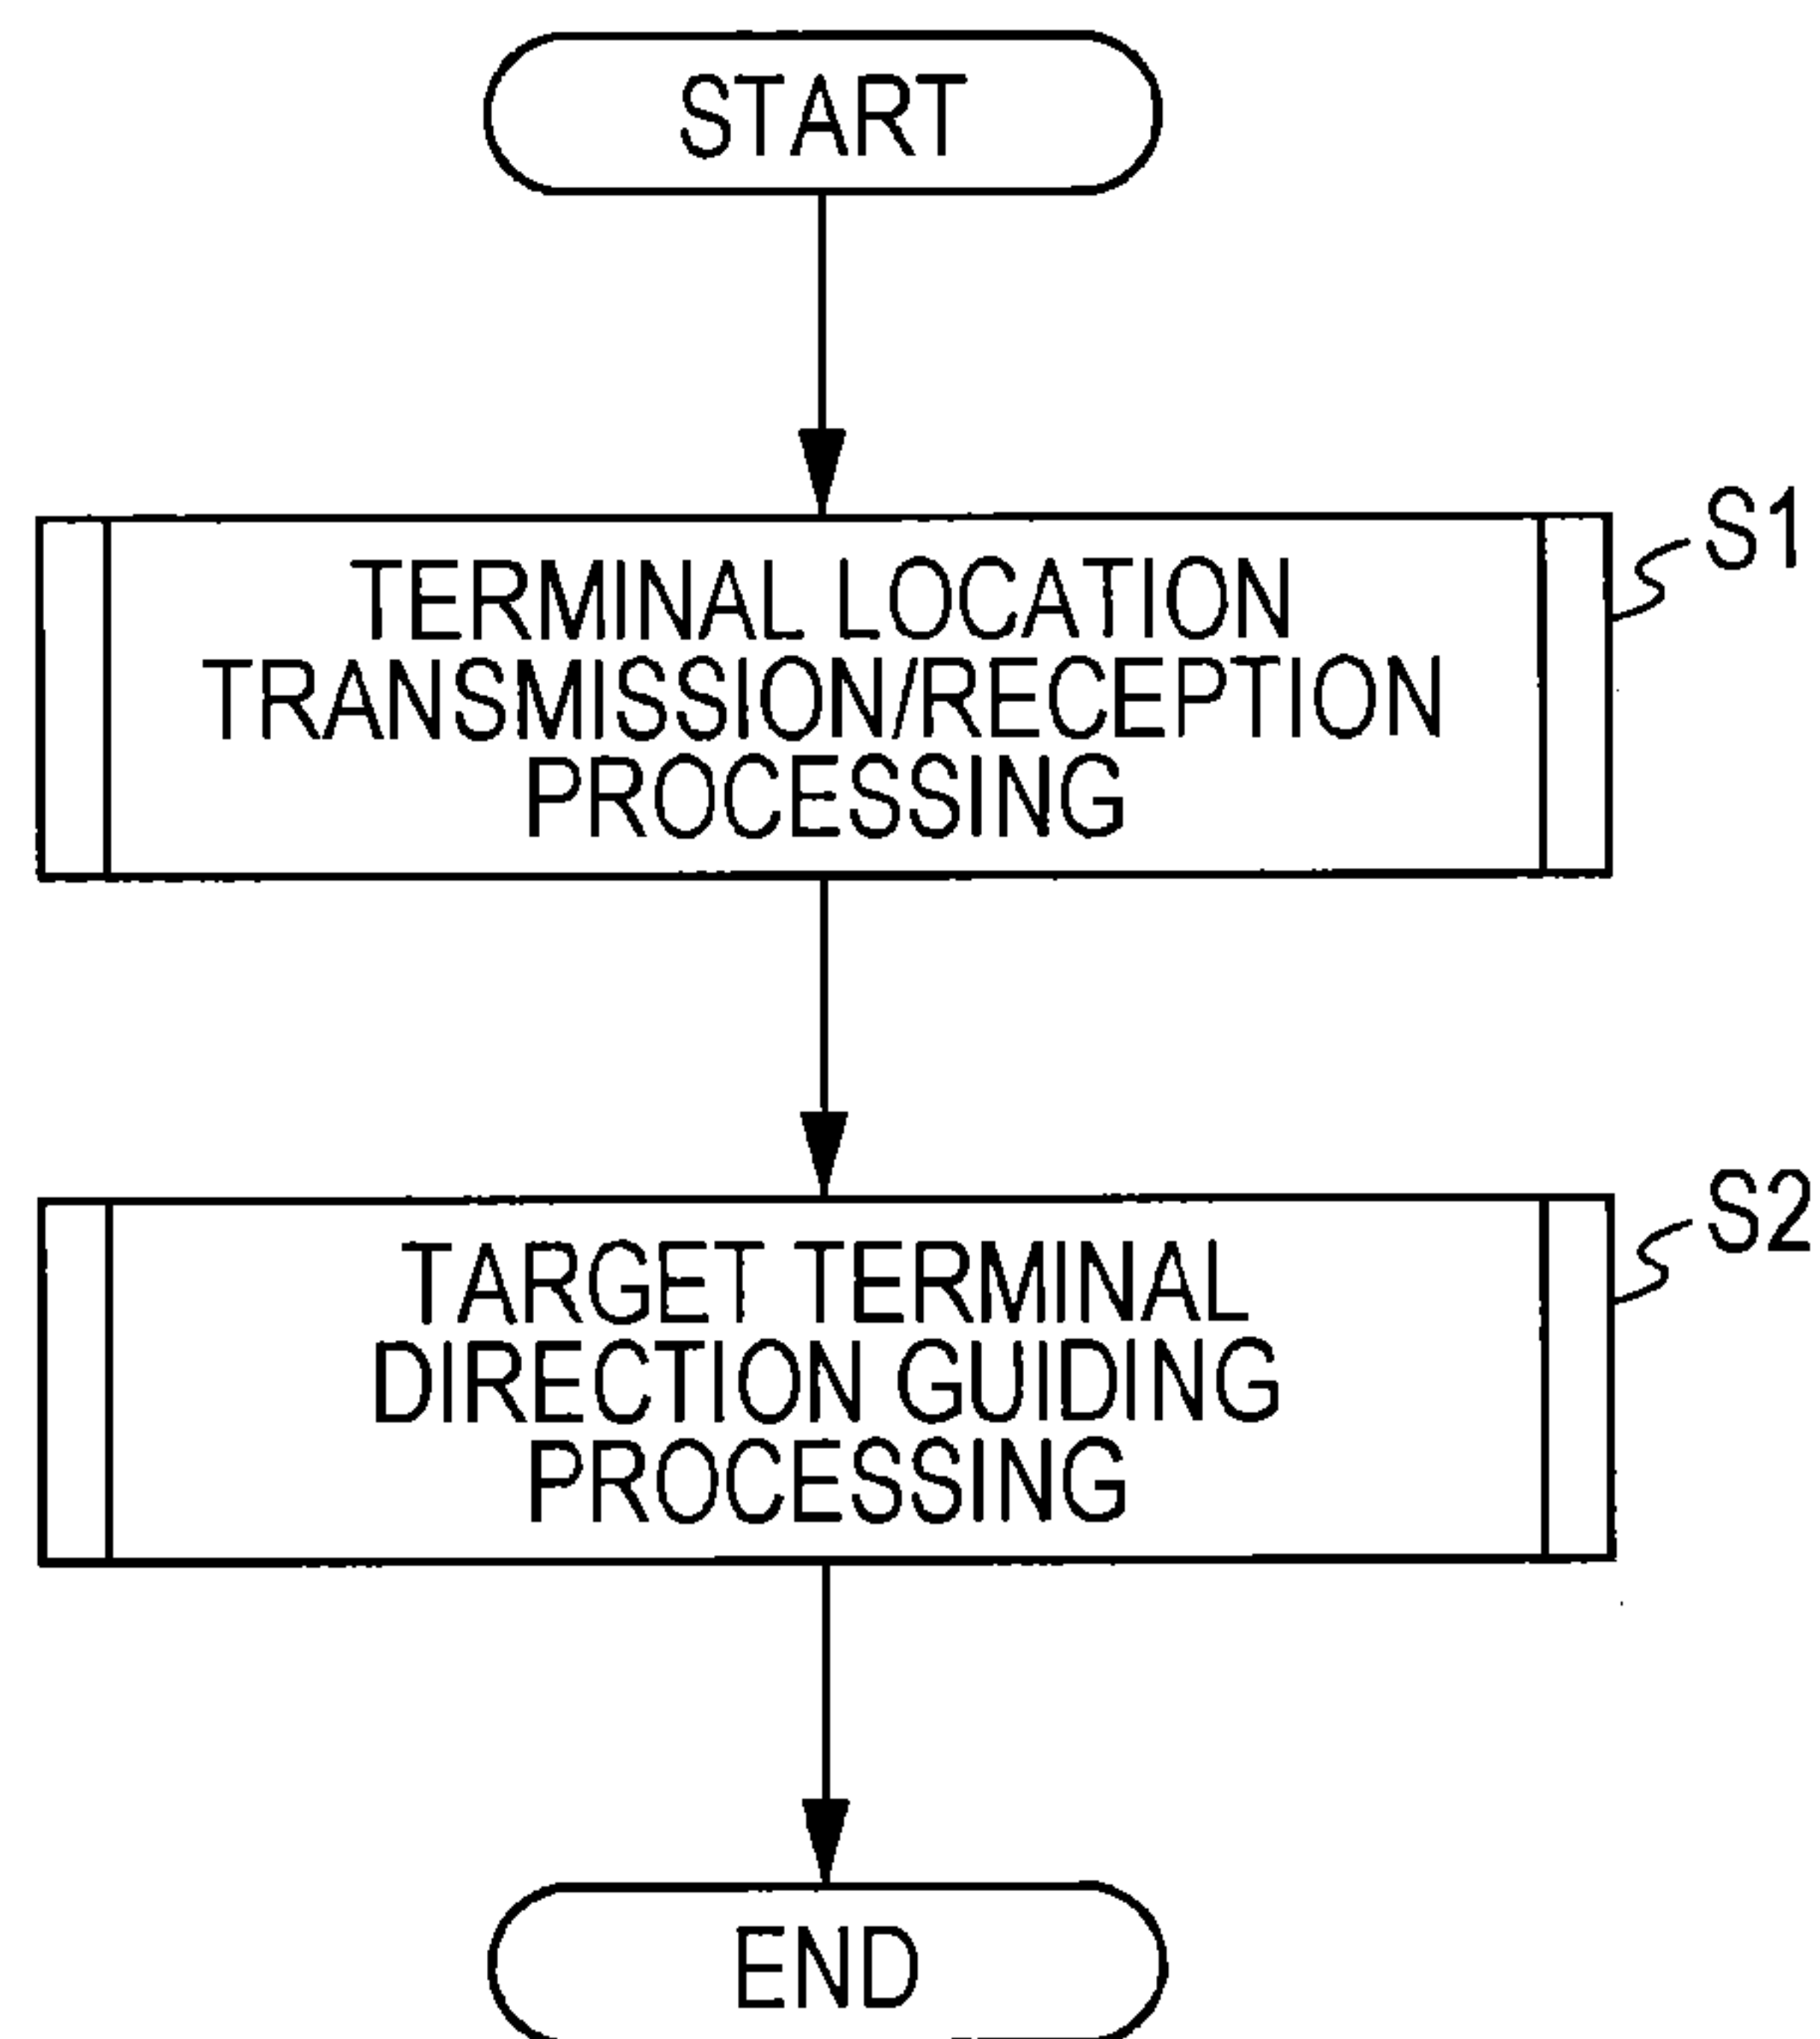 START
S1
TERMINAL LOCATION
TRANSMISSION/RECEPTION
PROCESSING
S2
TARGET TERMINAL
DIRECTION GUIDING
PROCESSING
END